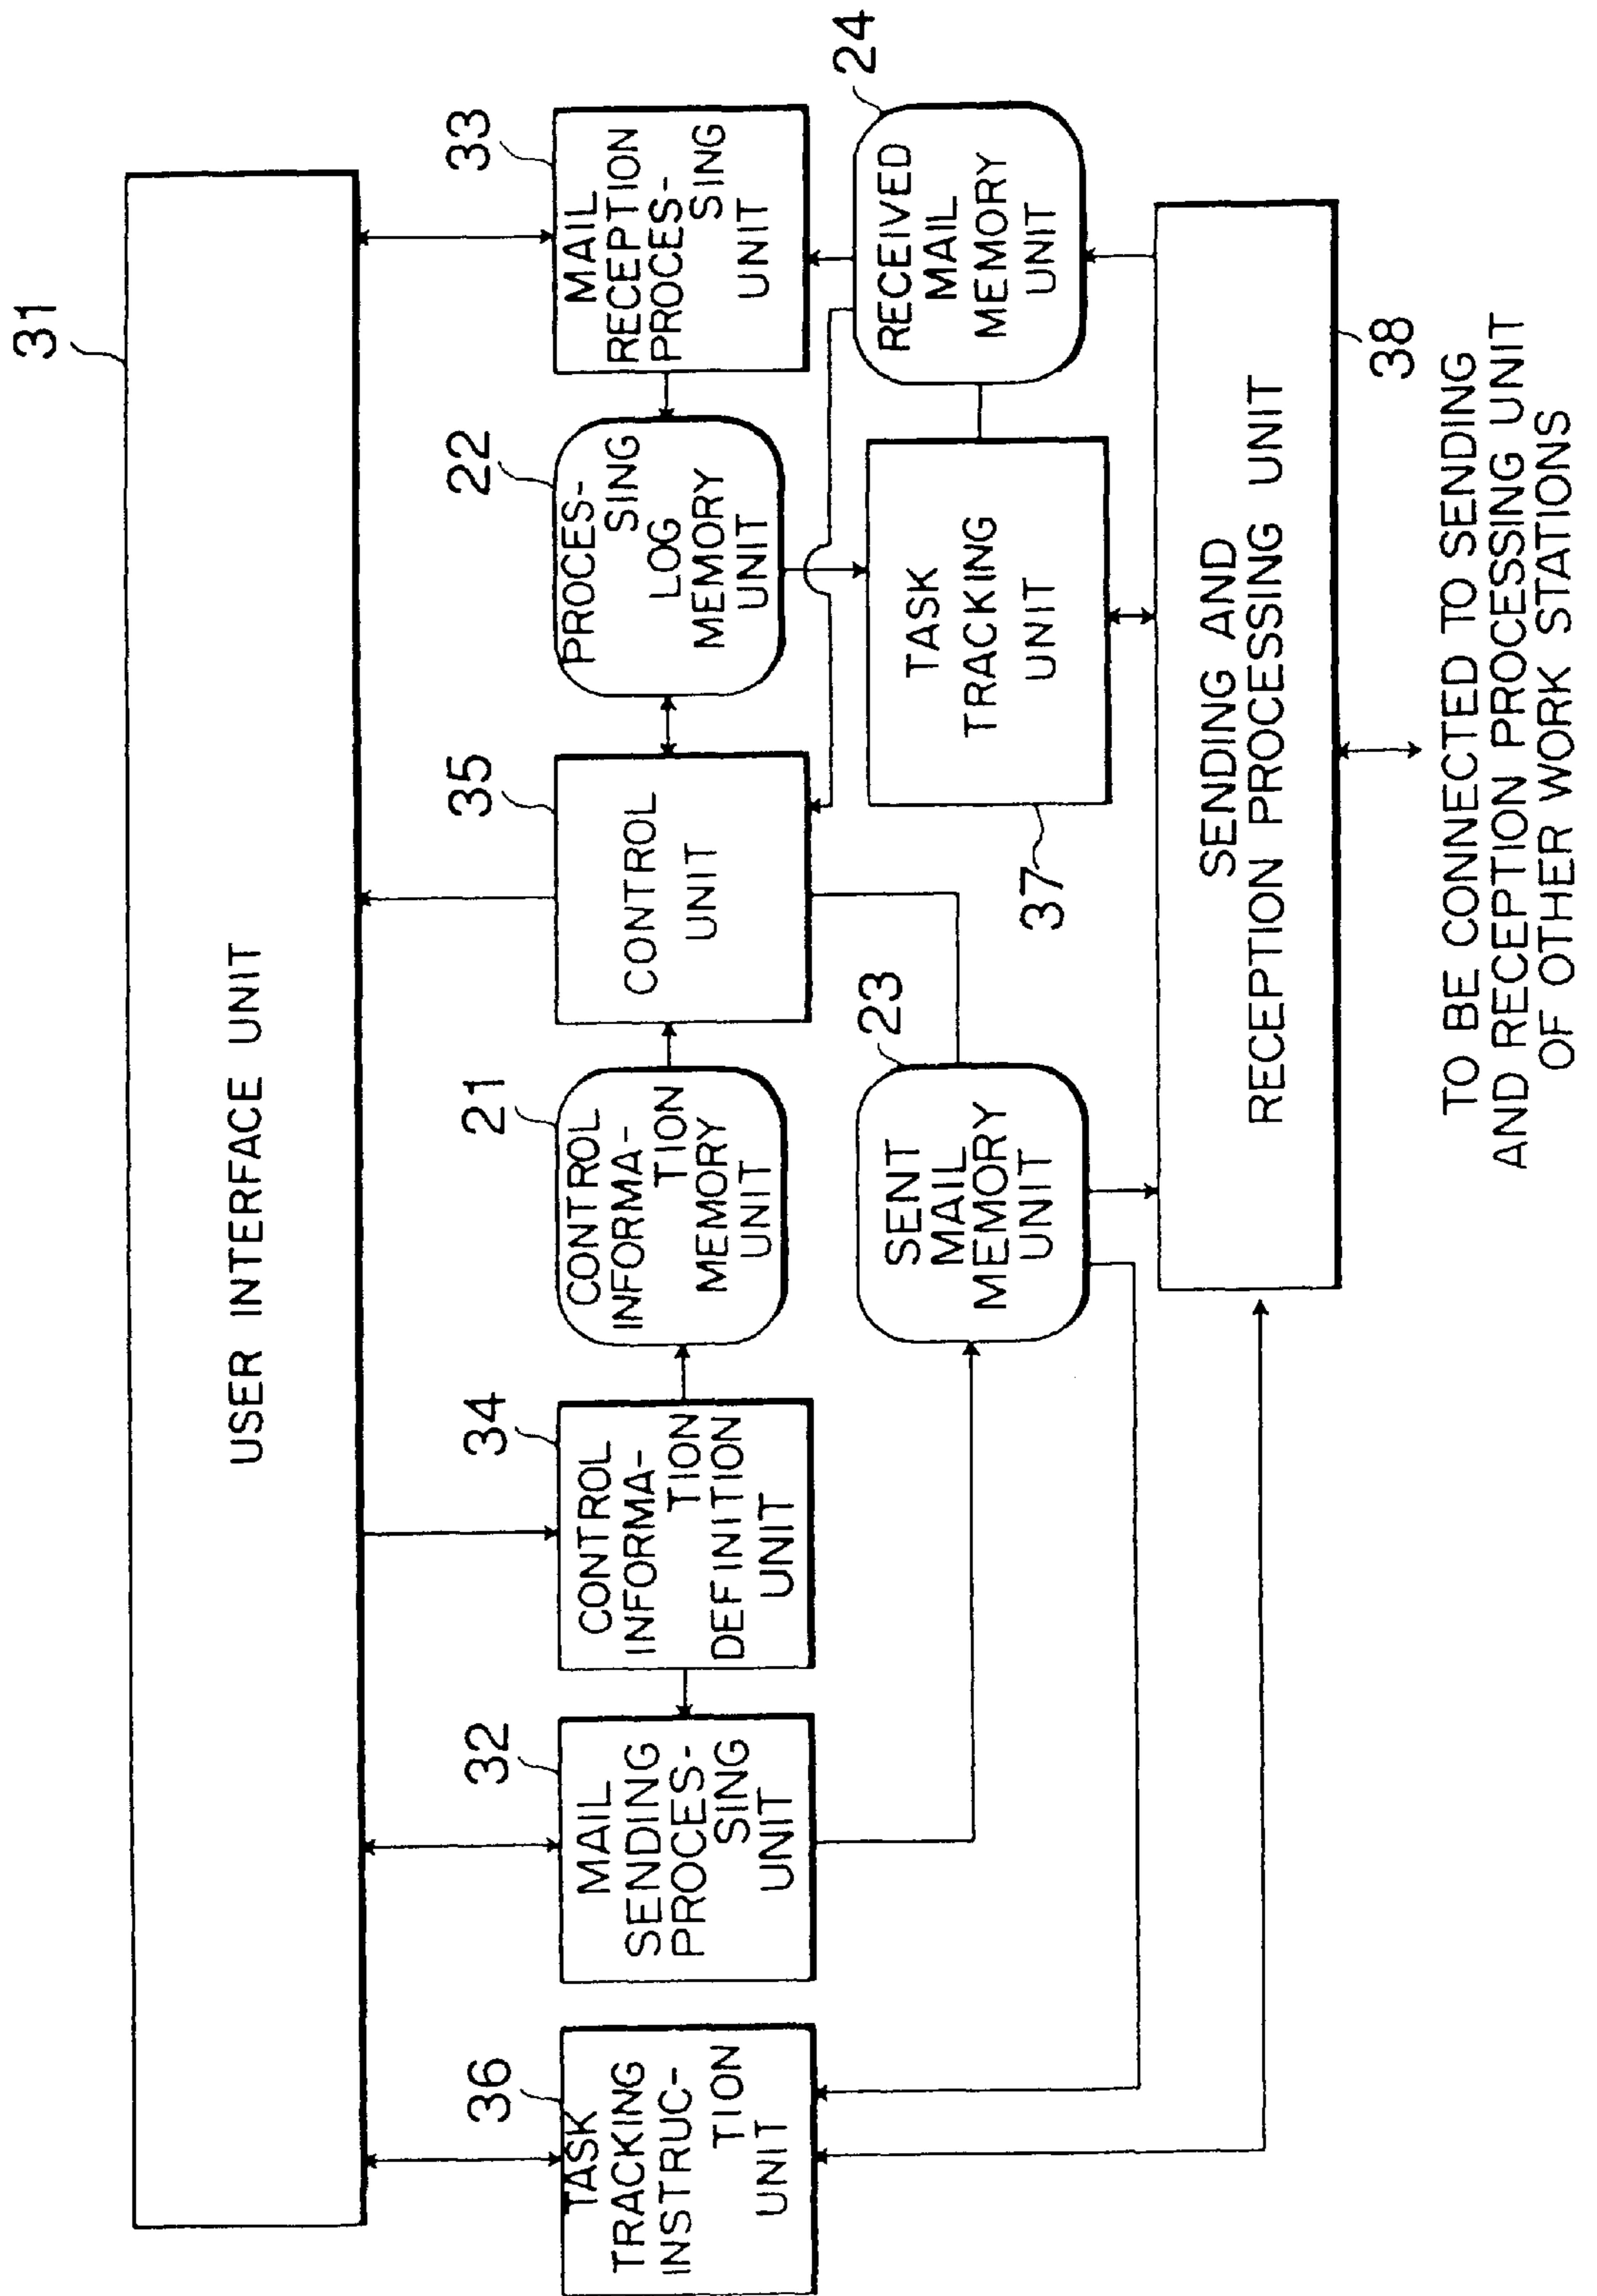 31
USER INTERFACE UNIT
36
TASK
TRACKING
INSTRUC-
TION
UNIT
32
MAIL
SENDING
PROCES-
SING
UNIT
34
CONTROL
INFORMA-
TION
DEFINITION
UNIT
21
CONTROL
INFORMA-
TION
MEMORY
UNIT
35
CONTROL
UNIT
22
PROCES-
SING
LOG
MEMORY
UNIT
33
MAIL
RECEPTION
PROCES-
SING
UNIT
23
SENT
MAIL
MEMORY
UNIT
37
TASK
TRACKING
UNIT
24
RECEIVED
MAIL
MEMORY
UNIT
SENDING AND
RECEPTION PROCESSING UNIT
38
TO BE CONNECTED TO SENDING
AND RECEPTION PROCESSING UNIT
OF OTHER WORK STATIONS